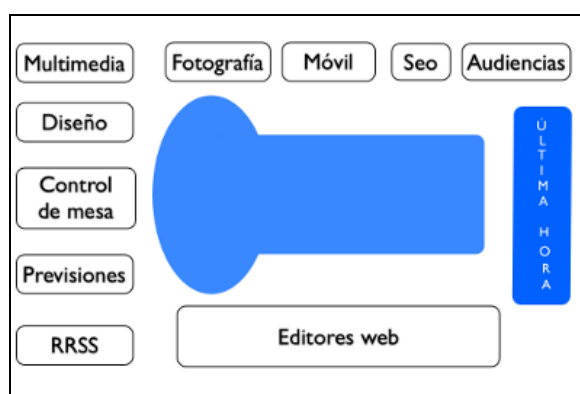 Multimedia
Fotografía
Móvil
Seo
Audiencias
Diseño
Control
de mesa
Previsiones
RRSS
Editores web
ÚLTIMA HORA